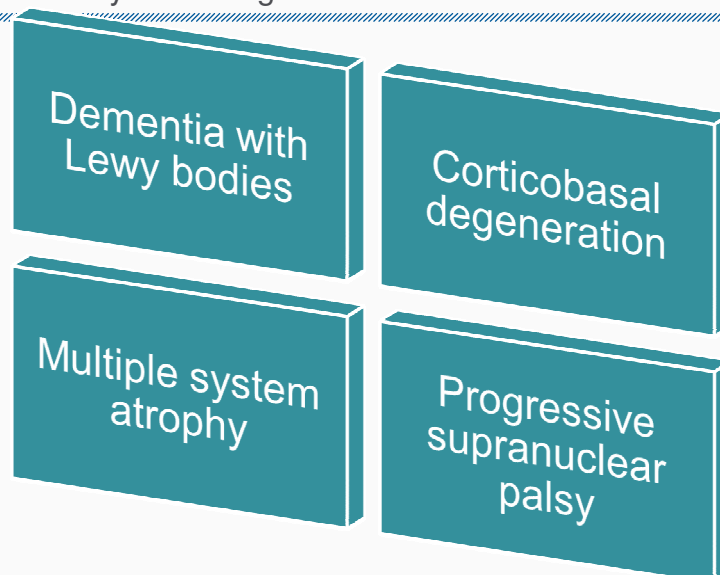 Dementia with
Lewy bodies
Corticobasal
degeneration
Multiple system
atrophy
Progressive
supranuclear
palsy